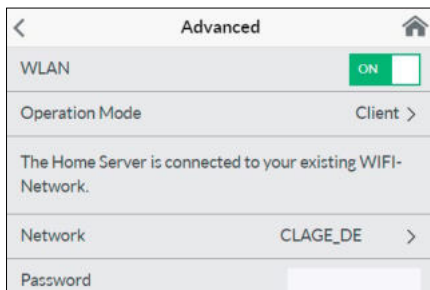 Advanced
WLAN ON
Operation Mode Client >
The Home Server is connected to your existing WIFI-
Network.
Network CLAGE_DE >
Password